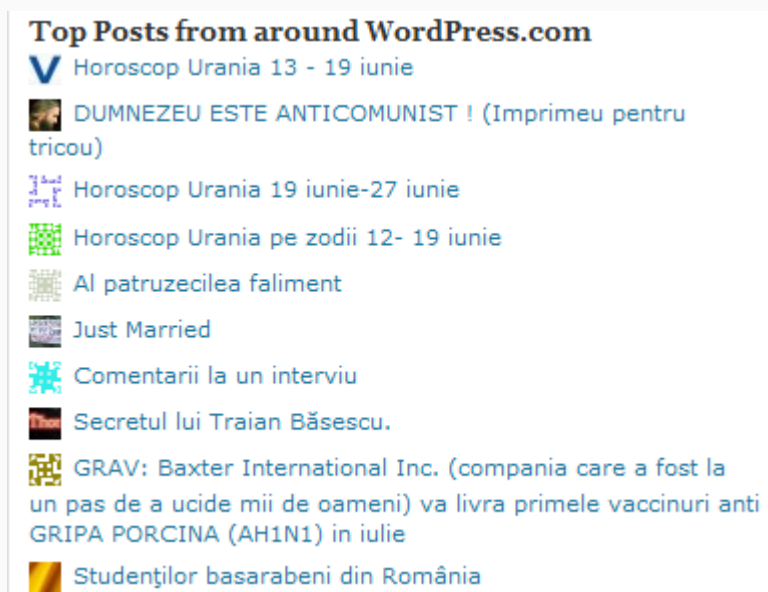 Top Posts from around WordPress.com
Horoscop Urania 13 - 19 iunie
DUMNEZEU ESTE ANTICOMUNIST ! (Imprimeu pentru
tricou)
Horoscop Urania 19 iunie-27 iunie
Horoscop Urania pe zodii 12- 19 iunie
Al patruzecilea faliment
Just Married
Comentarii la un interviu
Secretul lui Traian Băsescu.
GRAV: Baxter International Inc. (compania care a fost la
un pas de a ucide mii de oameni) va livra primele vaccinuri anti
GRIPA PORCINA (AH1N1) in iulie
Studenţilor basarabeni din România